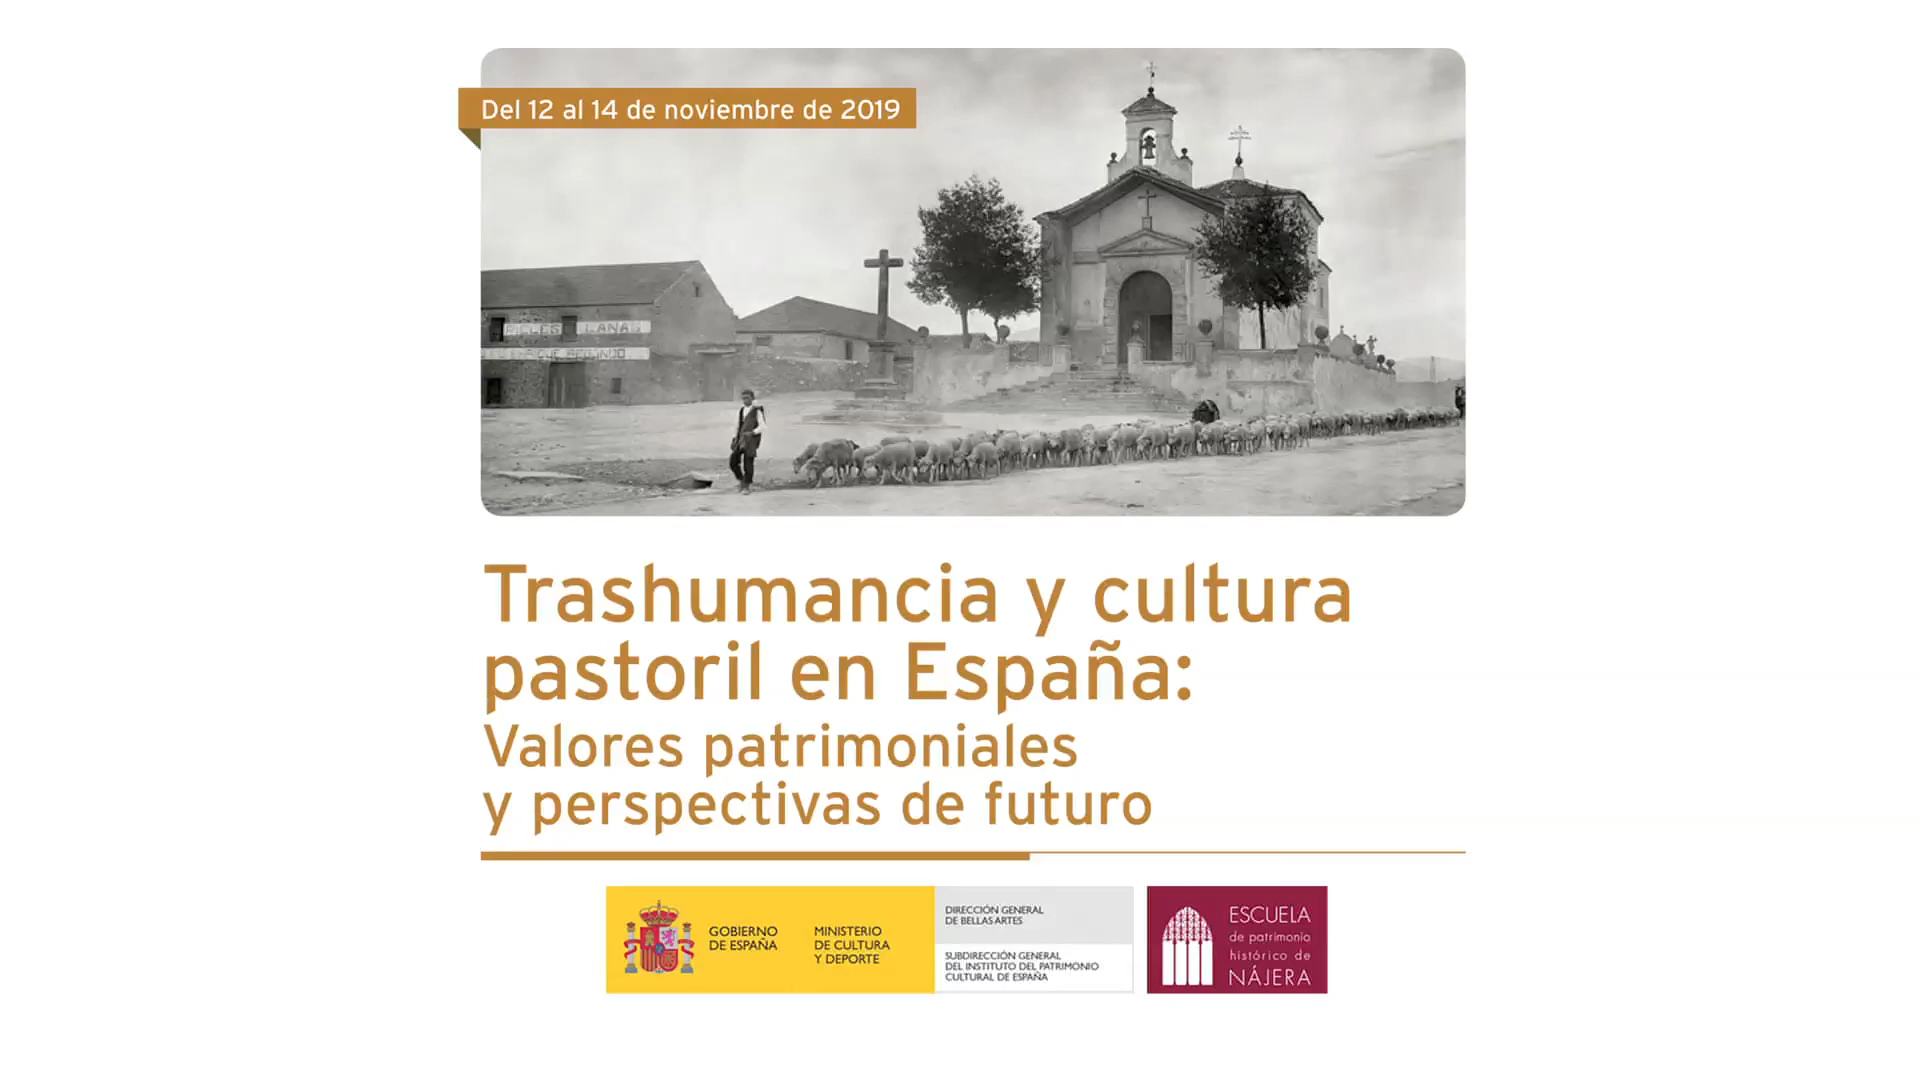 Del 12 al 14 de noviembre de 2019
PIELES LANAS
ENRIQUE REDONDO
Trashumancia y cultura
pastoril en España:
Valores patrimoniales
y perspectivas de futuro
GOBIERNO
DE ESPAÑA
MINISTERIO
DE CULTURA
Y DEPORTE
DIRECCIÓN GENERAL
DE BELLAS ARTES
SUBDIRECCIÓN GENERAL
DEL INSTITUTO DEL PATRIMONIO
CULTURAL DE ESPAÑA
ESCUELA
de patrimonio
histórico de
NÁJERA